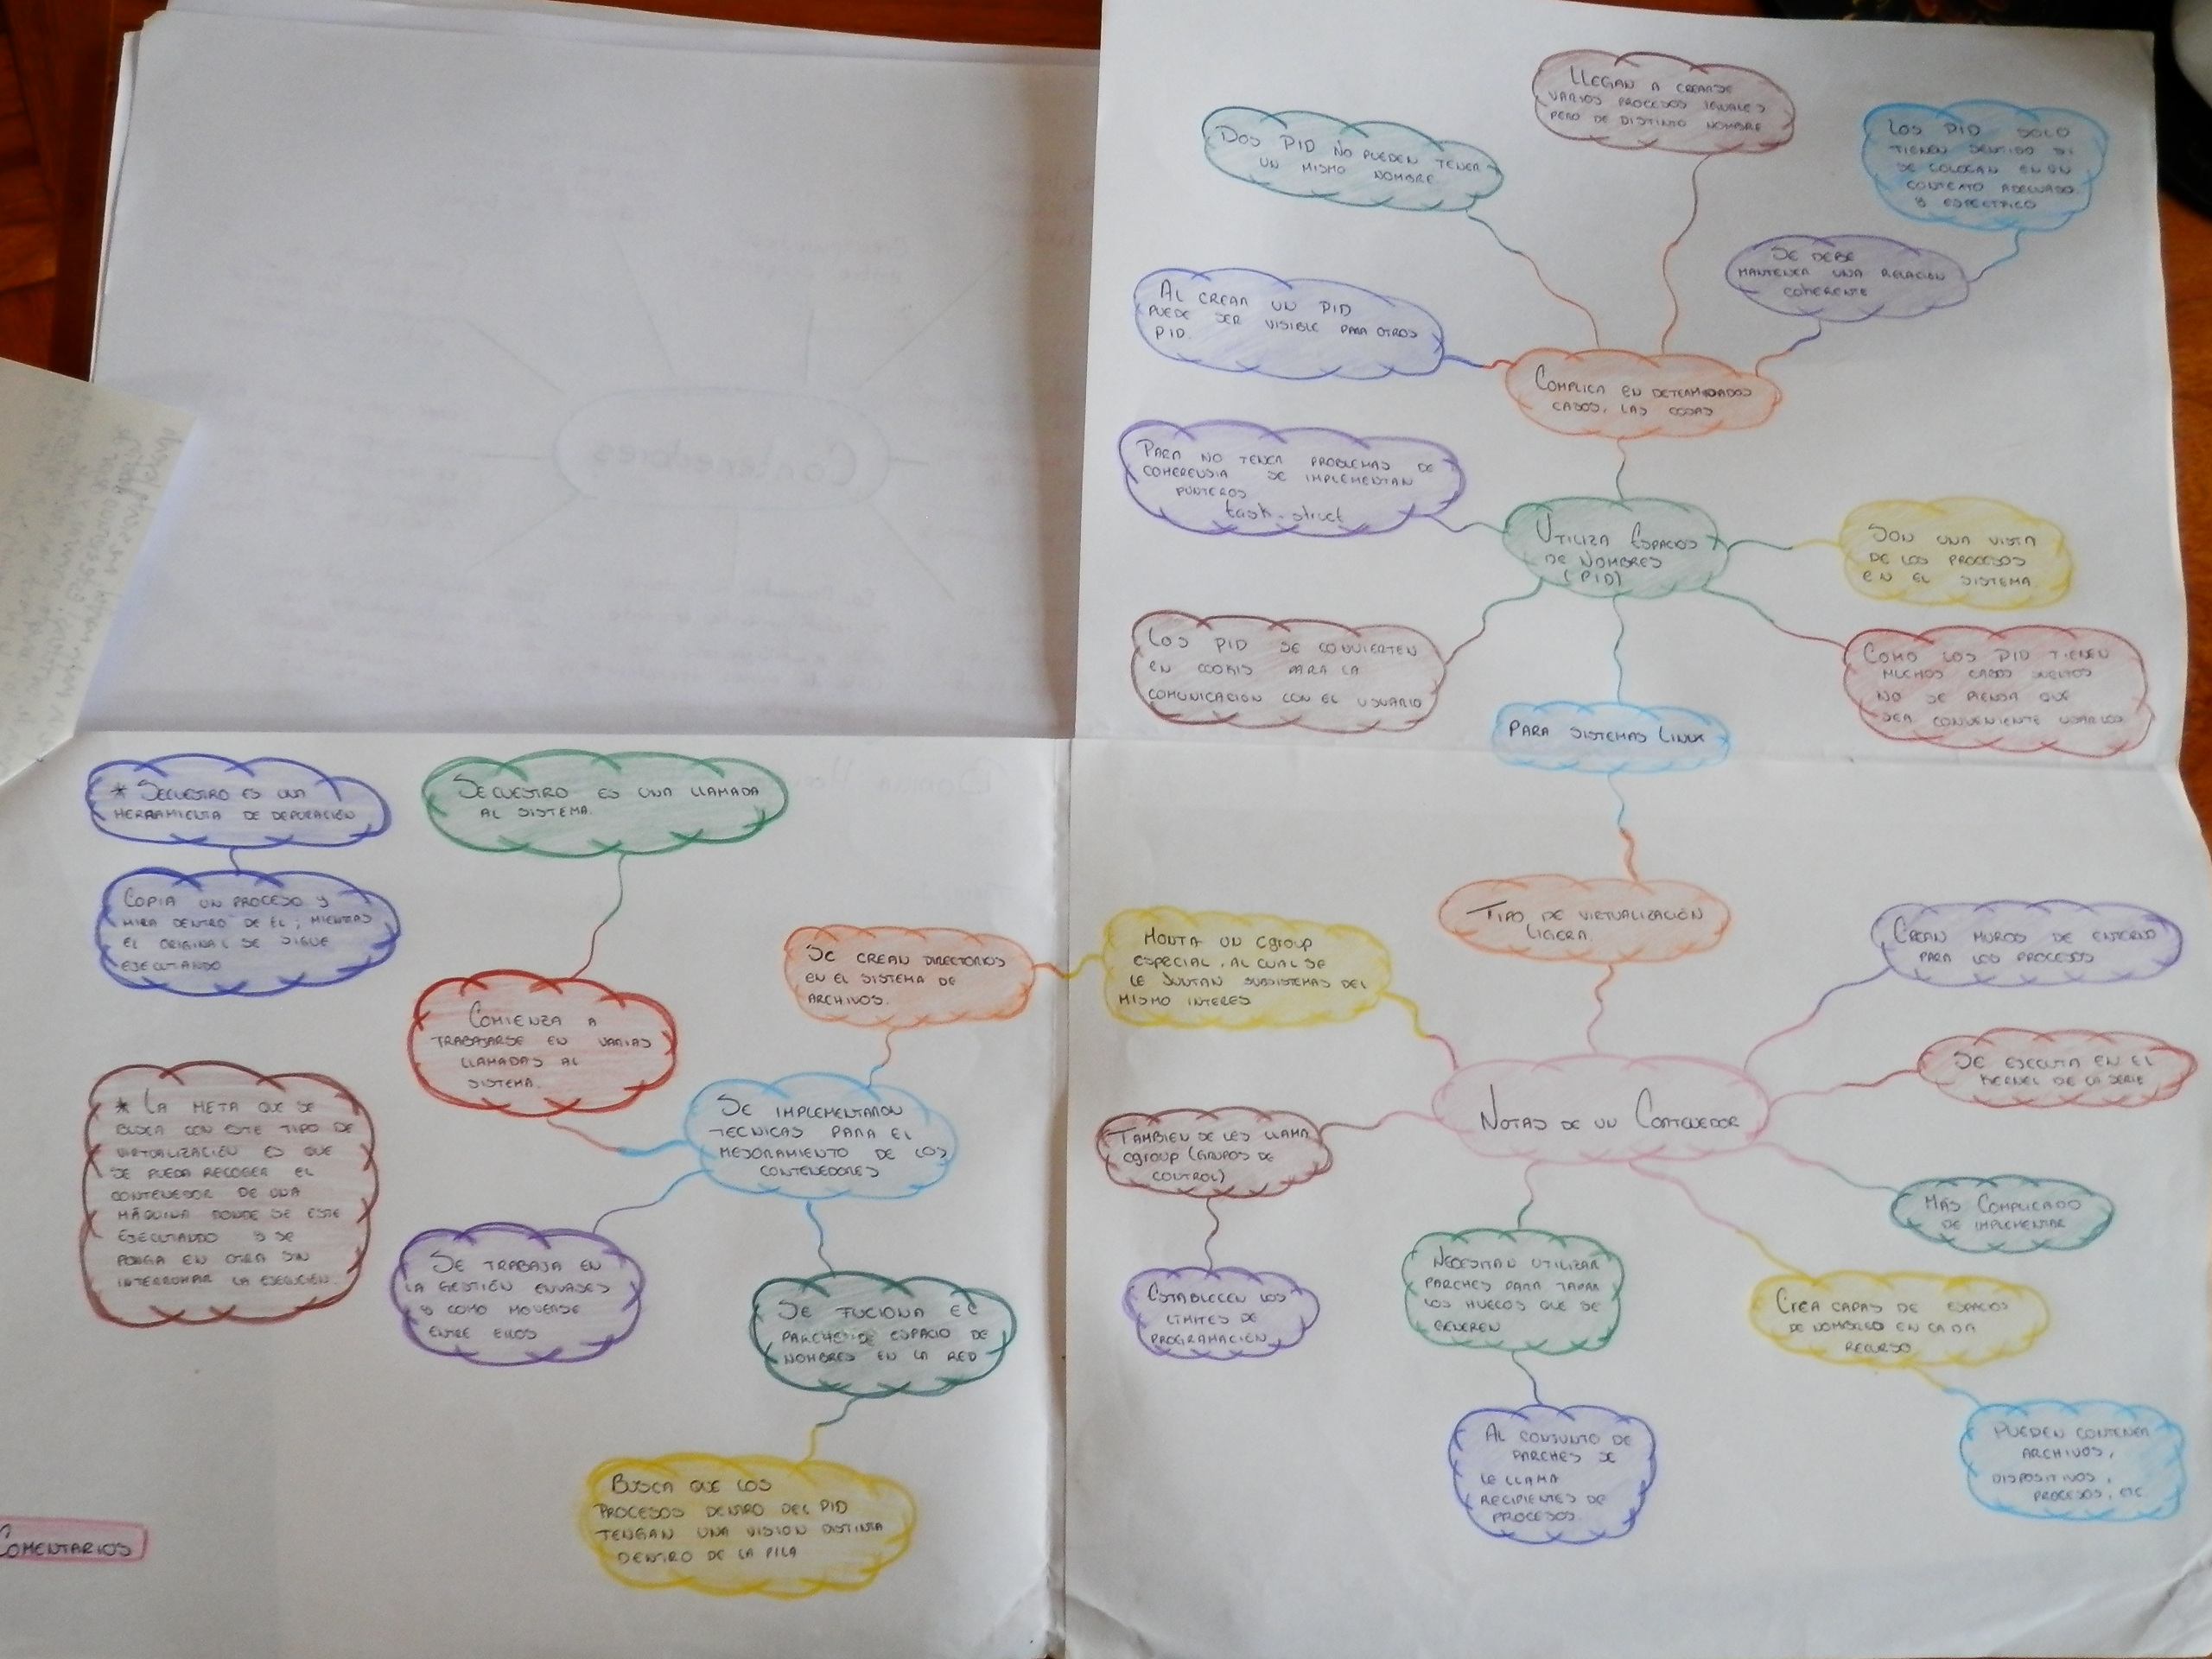 LLEGAN A CREARSE
VARIOS PROCESOS IGUALES
PERO DE DISTINTO NOMBRE
DOS PID NO PUEDEN TENER
UN MISMO NOMBRE
LOS PID SOLO
TIENEN SENTIDO SI
SE COLOCAN EN UN
CONTEXTO ADECUADO
Y ESPECÍFICO
SE DEBE
MANTENER UNA RELACIÓN
COHERENTE
AL CREAR UN PID
PUEDE SER VISIBLE PARA OTROS
PID.
COMPLICA EN DETERMINADOS
CASOS, LAS COSAS
PARA NO TENER PROBLEMAS DE
COHERENSIA SE IMPLEMENTAN
PUNTEROS
task-struct
UTILIZA ESPACIOS
DE NOMBRES
(PID)
SON UNA VISTA
DE LOS PROCESOS
EN EL SISTEMA
LOS PID SE CONVIERTEN
EN COOKIS PARA LA
COMUNICACIÓN CON EL USUARIO
COMO LOS PID TIENEN
MUCHOS CABOS SUELTOS
NO SE PIENSA QUE
SEA CONVENIENTE USARLOS
PARA SISTEMAS LINUX
Contenedores
* SECUESTRO ES UNA
HERRAMIENTA DE DEPURACIÓN
SECUESTRO ES UNA LLAMADA
AL SISTEMA.
COPIA UN PROCESO Y
MIRA DENTRO DE EL; MIENTRAS
EL ORIGINAL SE SIGUE
EJECUTANDO
COMIENZA A
TRABAJARSE EN VARIAS
LLAMADAS AL
SISTEMA.
SE CREAN DIRECTORIOS
EN EL SISTEMA DE
ARCHIVOS.
MONTA UN Cgroup
ESPECIAL, AL CUAL SE
LE JUNTAN SUBSISTEMAS DEL
MISMO INTERES
TIPO DE VIRTUALIZACIÓN
LIGERA.
CREAN MUROS DE ENTORNO
PARA LOS PROCESOS
* LA META QUE SE
BUSCA CON ESTE TIPO DE
VIRTUALIZACIÓN ES QUE
SE PUEDA RECOGER EL
CONTENEDOR DE UNA
MÁQUINA DONDE SE ESTE
EJECUTANDO Y SE
PONGA EN OTRA SIN
INTERRUMPIR LA
SE IMPLEMENTARON
TECNICAS PARA EL
MEJORAMIENTO DE LOS
CONTENEDORES
TAMBIEN SE LES LLAMA
cgroup (GRUPOS DE
CONTROL)
NOTAS DE UN CONTENEDOR
SE EJECUTA EN EL
KERNEL DE LA SERIE
MÁS COMPLICADO
DE IMPLEMENTAR
SE TRABAJA EN
LA GESTIÓN ENVASES
Y COMO MOVERSE
ENTRE ELLOS
SE FUCIONA EL
PARCHE DE ESPACIO DE
NOMBRES EN LA RED
ESTABLECEN LOS
LÍMITES DE
PROGRAMACIÓN
NECESITAN UTILIZAR
PARCHES PARA TAPAR
LOS HUECOS QUE SE
GENEREN
CREA CAPAS DE ESPACIOS
DE NOMBRES EN CADA
RECURSO
BUSCA QUE LOS
PROCESOS DENTRO DEL PID
TENGAN UNA VISION DISTINTA
DENTRO DE LA PILA
AL CONJUNTO DE
PARCHES SE
LE LLAMA
RECIPIENTES DE
PROCESOS.
PUEDEN CONTENER
ARCHIVOS,
DISPOSITIVOS,
PROCESOS, ETC
COMENTARIOS